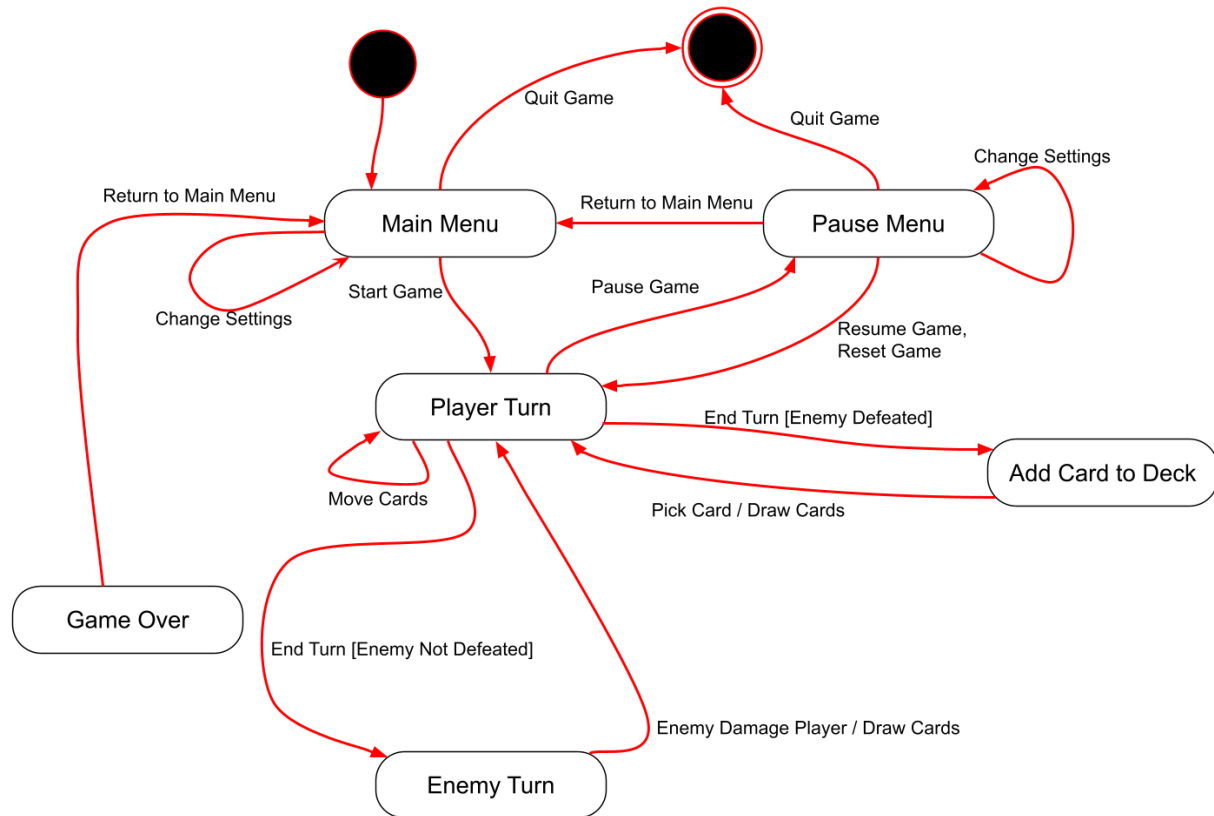 Quit Game
Quit Game
Change Settings
Return to Main Menu
Return to Main Menu
Main Menu
Pause Menu
Start Game
Pause Game
Change Settings
Resume Game,
Reset Game
Player Turn
End Turn [Enemy Defeated]
Add Card to Deck
Move Cards
Pick Card / Draw Cards
Game Over
End Turn [Enemy Not Defeated]
Enemy Damage Player / Draw Cards
Enemy Turn